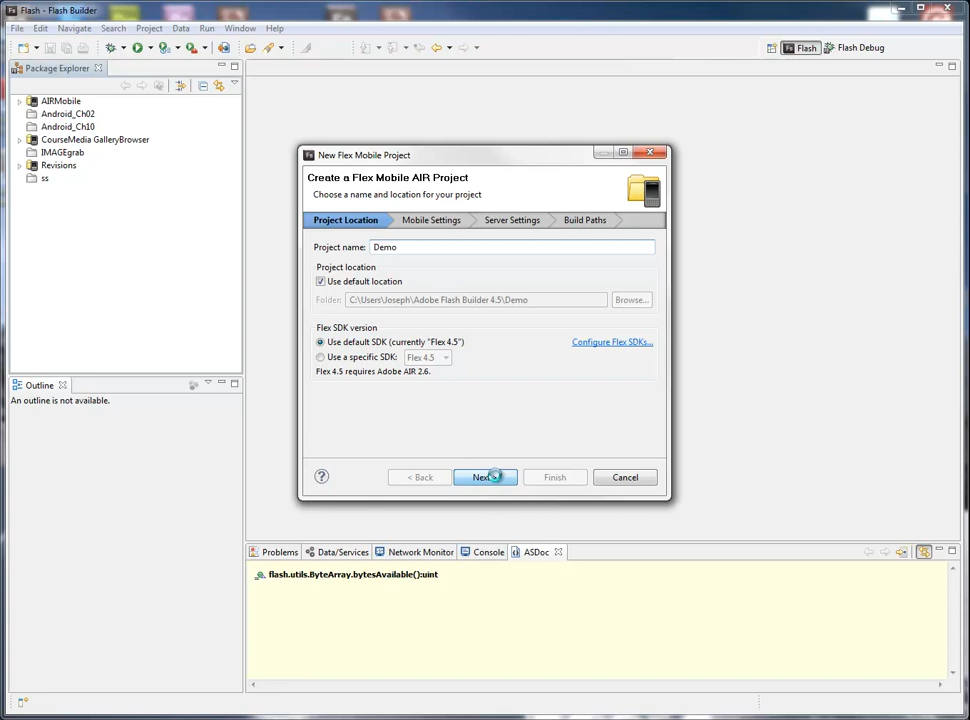 Flash - Flash Builder
File Edit Navigate Search Project Data Run Window Help
Fs Flash Flash Debug
Package Explorer
AIRMobile
Android_Ch02
Android_Ch10
CourseMedia GalleryBrowser
IMAGEgrab
Revisions
ss
Outline
An outline is not available.
Fs New Flex Mobile Project
Create a Flex Mobile AIR Project
Choose a name and location for your project
Project Location Mobile Settings Server Settings Build Paths
Project name: Demo
Project location
Use default location
Folder: C:\Users\Joseph\Adobe Flash Builder 4.5\Demo Browse...
Flex SDK version
Use default SDK (currently "Flex 4.5") Configure Flex SDKs...
Use a specific SDK: Flex 4.5
Flex 4.5 requires Adobe AIR 2.6.
? < Back Next > Finish Cancel
Problems Data/Services Network Monitor Console ASDoc
flash.utils.ByteArray.bytesAvailable():uint